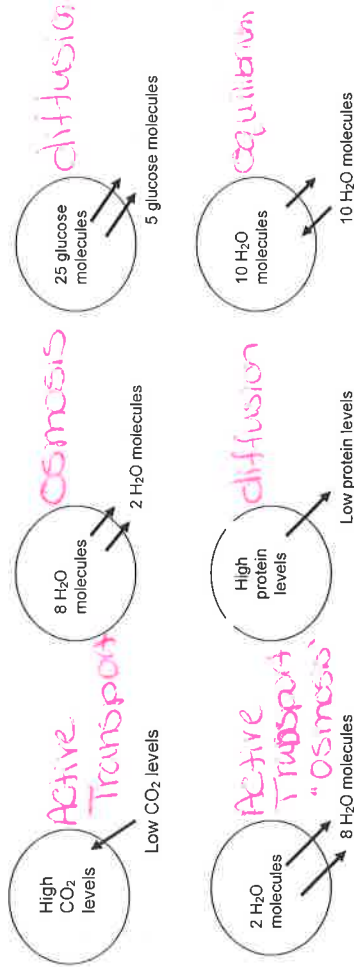 High
CO₂
levels
Active
Transport
Low CO₂ levels
8 H₂O
molecules
osmosis
2 H₂O molecules
25 glucose
molecules
diffusion
5 glucose molecules
2 H₂O
molecules
Active
Transport
"Osmosis"
8 H₂O molecules
High
protein
levels
diffusion
Low protein levels
10 H₂O
molecules
equilibrium
10 H₂O molecules